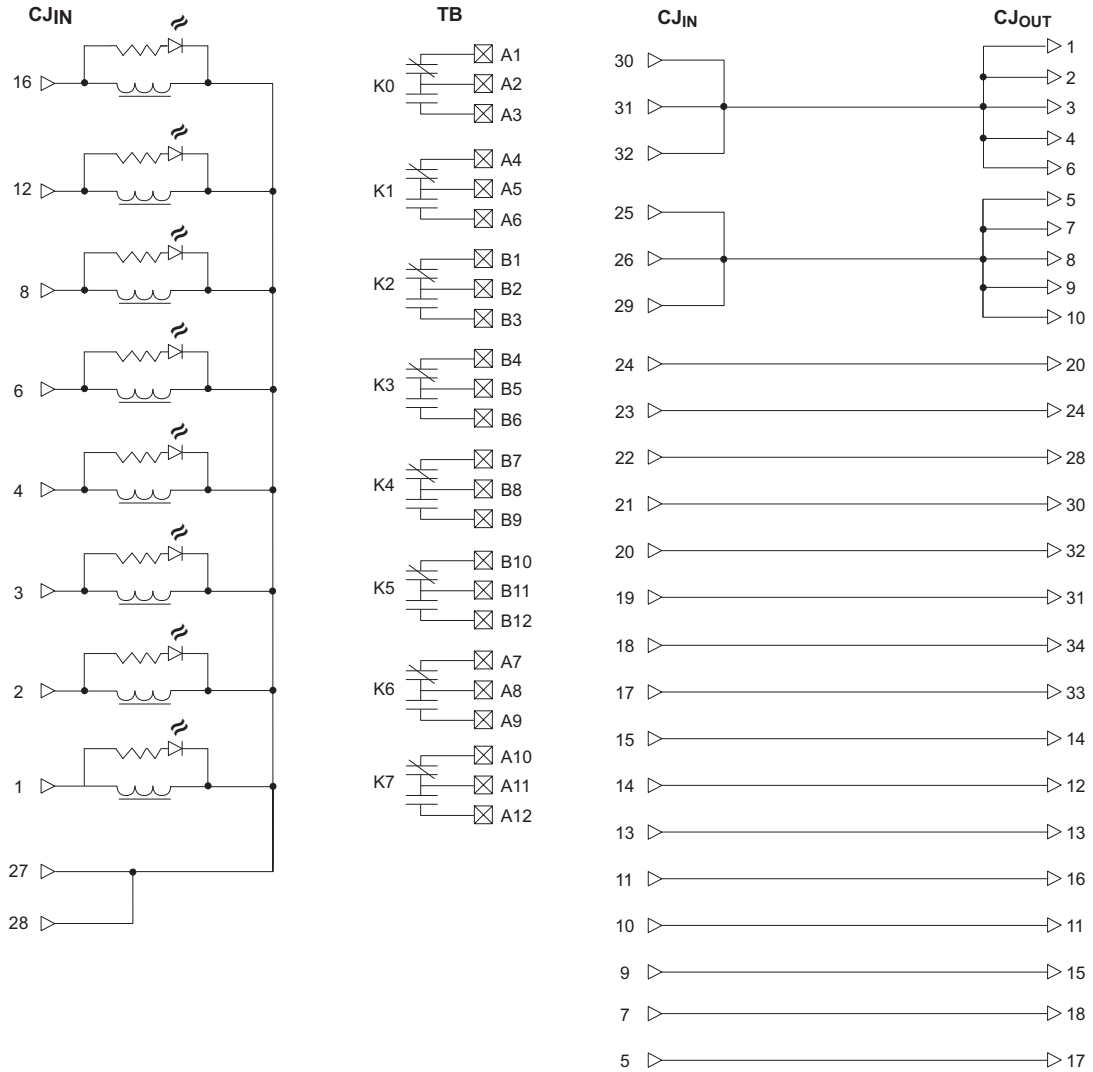 CJIN
16
12
8
6
4
3
2
1
27
28
TB
K0
A1
A2
A3
K1
A4
A5
A6
K2
B1
B2
B3
K3
B4
B5
B6
K4
B7
B8
B9
K5
B10
B11
B12
K6
A7
A8
A9
K7
A10
A11
A12
CJIN CJOUT
30
31
32
1
2
3
4
6
25
26
29
5
7
8
9
10
24 20
23 24
22 28
21 30
20 32
19 31
18 34
17 33
15 14
14 12
13 13
11 16
10 11
9 15
7 18
5 17